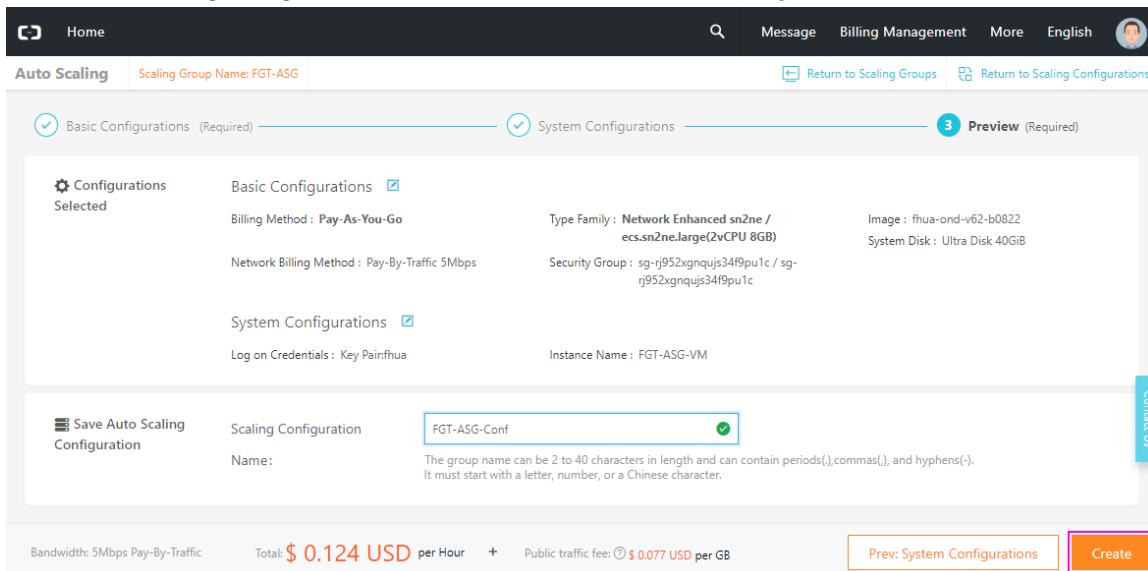 Home
Message
Billing Management
More
English
Auto Scaling
Scaling Group Name: FGT-ASG
Return to Scaling Groups
Return to Scaling Configurations
Basic Configurations (Required)
System Configurations
3 Preview (Required)
Configurations
Selected
Basic Configurations
Billing Method : Pay-As-You-Go
Type Family : Network Enhanced sn2ne /
ecs.sn2ne.large(2vCPU 8GB)
Image : fhua-ond-v62-b0822
System Disk : Ultra Disk 40GiB
Network Billing Method : Pay-By-Traffic 5Mbps
Security Group : sg-rj952xgnqujs34f9pu1c / sg-
rj952xgnqujs34f9pu1c
System Configurations
Log on Credentials : Key Pair:fhua
Instance Name : FGT-ASG-VM
Save Auto Scaling
Configuration
Scaling Configuration
Name:
FGT-ASG-Conf
The group name can be 2 to 40 characters in length and can contain periods(.),commas(,), and hyphens(-).
It must start with a letter, number, or a Chinese character.
Contact Us
Bandwidth: 5Mbps Pay-By-Traffic
Total: $ 0.124 USD per Hour + Public traffic fee: ? $ 0.077 USD per GB
Prev: System Configurations
Create